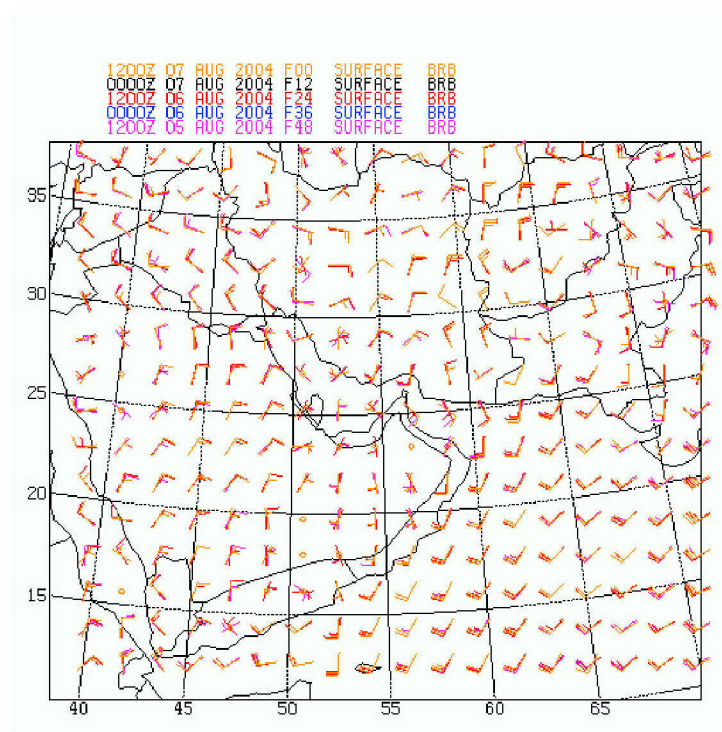 1200Z 07 AUG 2004 F00 SURFACE BRB
0000Z 07 AUG 2004 F12 SURFACE BRB
1200Z 06 AUG 2004 F24 SURFACE BRB
0000Z 06 AUG 2004 F36 SURFACE BRB
1200Z 05 AUG 2004 F48 SURFACE BRB
35
30
25
20
15
40 45 50 55 60 65